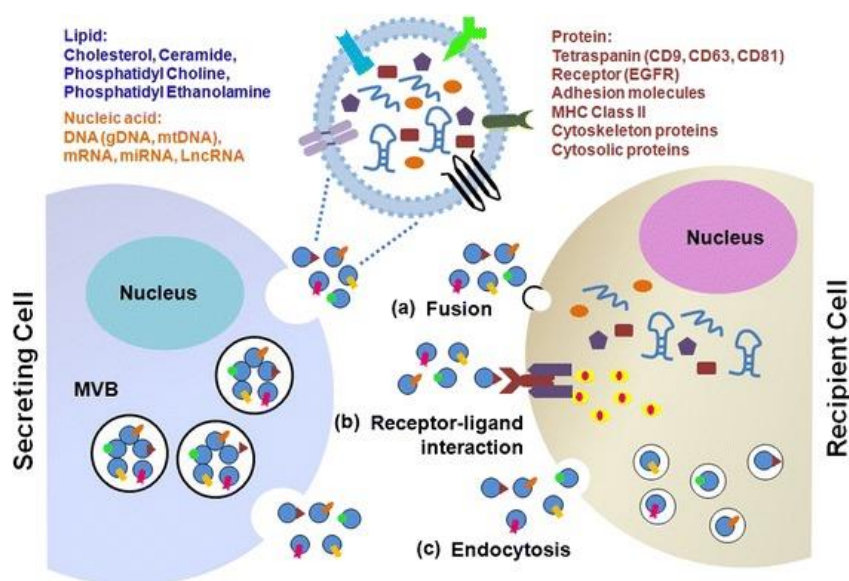 Lipid:
Cholesterol, Ceramide,
Phosphatidyl Choline,
Phosphatidyl Ethanolamine
Nucleic acid:
DNA (gDNA, mtDNA),
mRNA, miRNA, LncRNA
Protein:
Tetraspanin (CD9, CD63, CD81)
Receptor (EGFR)
Adhesion molecules
MHC Class II
Cytoskeleton proteins
Cytosolic proteins
Secreting Cell
Nucleus
MVB
(a) Fusion
(b) Receptor-ligand
interaction
(c) Endocytosis
Nucleus
Recipient Cell